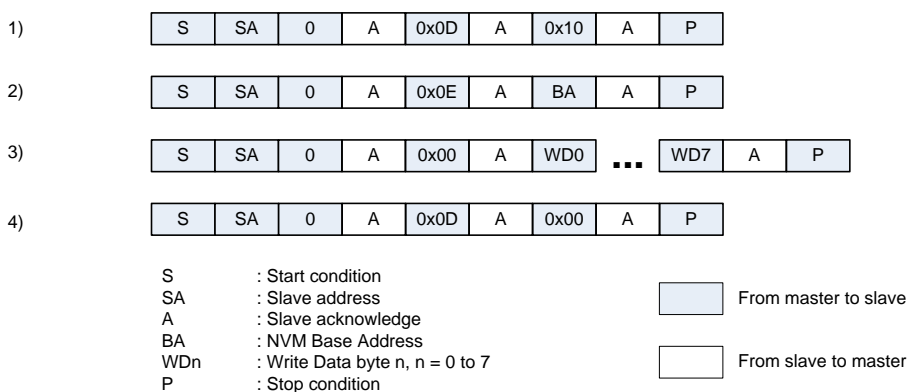 1) S SA 0 A 0x0D A 0x10 A P
2) S SA 0 A 0x0E A BA A P
3) S SA 0 A 0x00 A WD0 ... WD7 A P
4) S SA 0 A 0x0D A 0x00 A P
S : Start condition
SA : Slave address
A : Slave acknowledge
BA : NVM Base Address
WDn : Write Data byte n, n = 0 to 7
P : Stop condition
From master to slave
From slave to master